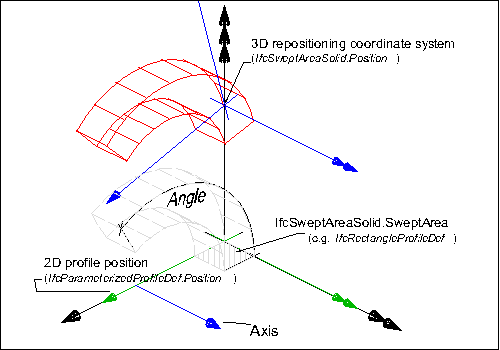 3D repositioning coordinate system
(IfcSweptAreaSolid.Position )
Angle
IfcSweptAreaSolid.SweptArea
(e.g. IfcRectangleProfileDef )
2D profile position
(IfcParameterizedProfileDef.Position )
Axis